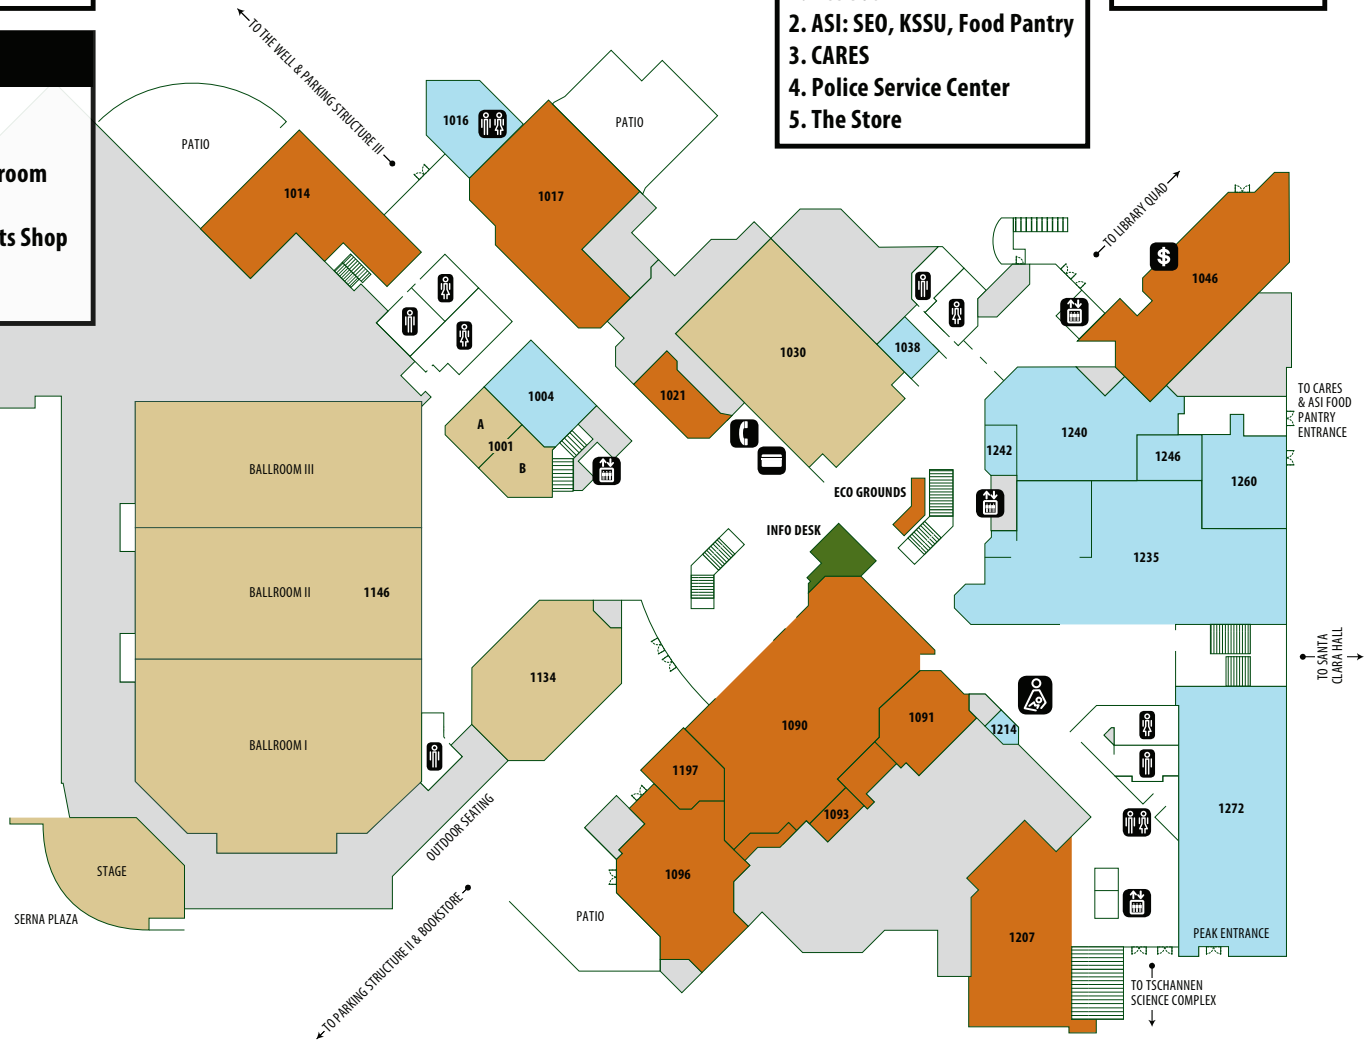 2. ASI: SEO, KSSU, Food Pantry
3. CARES
4. Police Service Center
5. The Store
room
ts Shop
TO THE WELL & PARKING STRUCTURE III
PATIO
1014
1016
1017
PATIO
TO LIBRARY QUAD
$
1046
1030
1038
1021
1004
A
1001
B
TO CARES
& ASI FOOD
PANTRY
ENTRANCE
1240
1242
1246
1260
1235
ECO GROUNDS
INFO DESK
BALLROOM III
BALLROOM II
1146
BALLROOM I
1134
TO SANTA
CLARA HALL
1090
1091
1214
1197
1093
1096
1272
OUTDOOR SEATING
STAGE
SERNA PLAZA
TO PARKING STRUCTURE II & BOOKSTORE
PATIO
1207
PEAK ENTRANCE
TO TSCHANNEN
SCIENCE COMPLEX